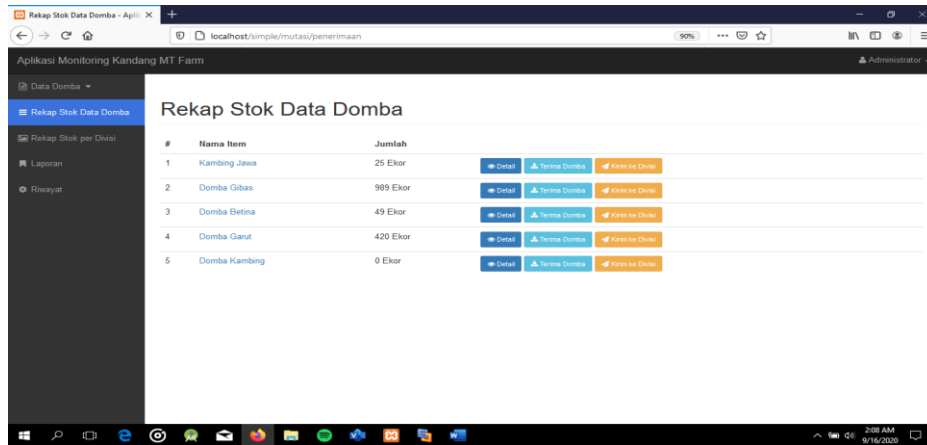 Rekap Stok Data Domba - Apli
localhost/simple/mutasi/penerimaan
90%
Aplikasi Monitoring Kandang MT Farm
Administrator
Data Domba
Rekap Stok Data Domba
Rekap Stok per Divisi
Laporan
Riwayat
Rekap Stok Data Domba
# Nama Item Jumlah
1 Kambing Jawa 25 Ekor Detail Terima Domba Kirim ke Divisi
2 Domba Gibas 989 Ekor Detail Terima Domba Kirim ke Divisi
3 Domba Betina 49 Ekor Detail Terima Domba Kirim ke Divisi
4 Domba Garut 420 Ekor Detail Terima Domba Kirim ke Divisi
5 Domba Kambing 0 Ekor Detail Terima Domba Kirim ke Divisi
2:08 AM
9/16/2020